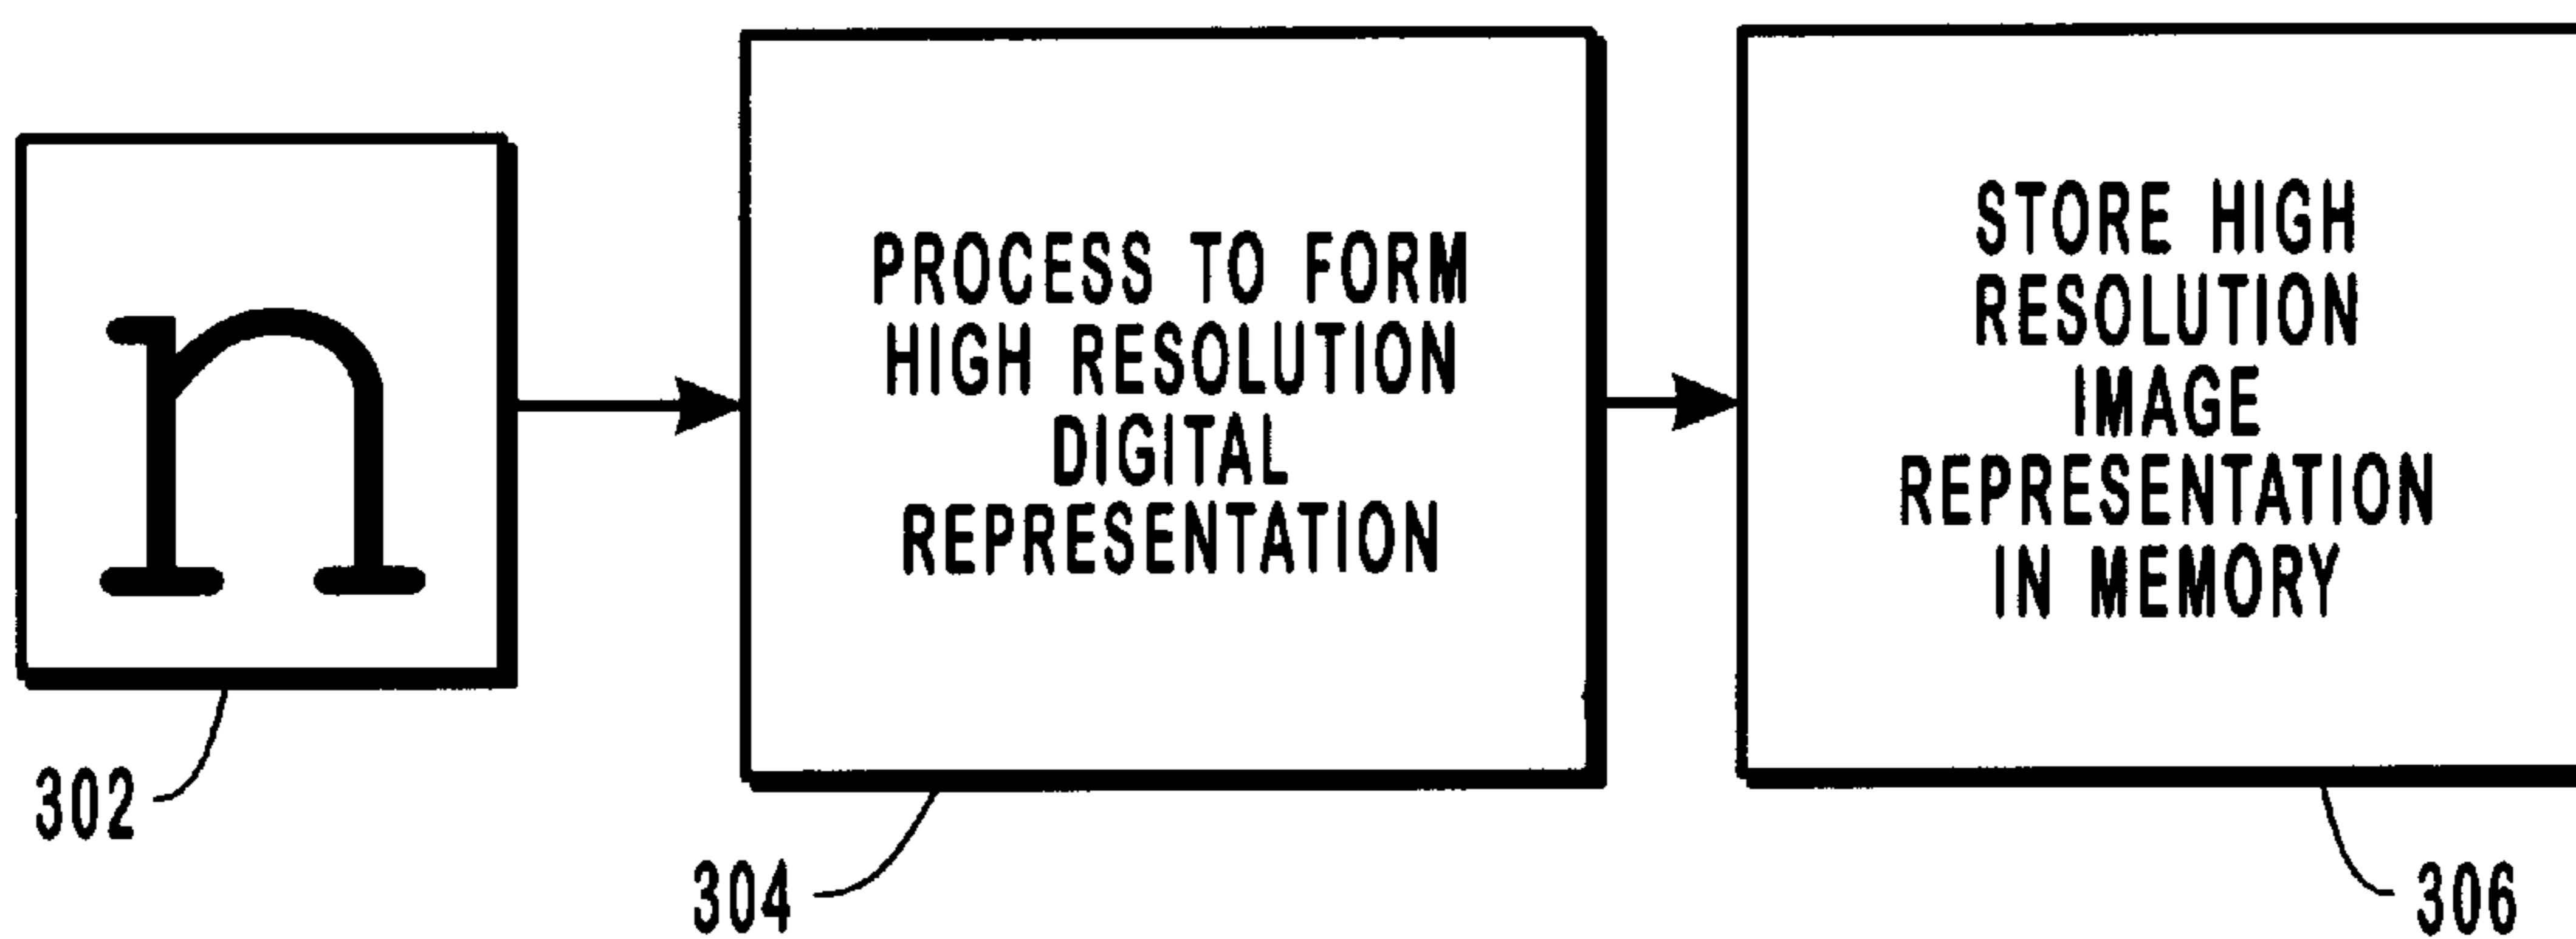 n
302
PROCESS TO FORM
HIGH RESOLUTION
DIGITAL
REPRESENTATION
304
STORE HIGH
RESOLUTION
IMAGE
REPRESENTATION
IN MEMORY
306